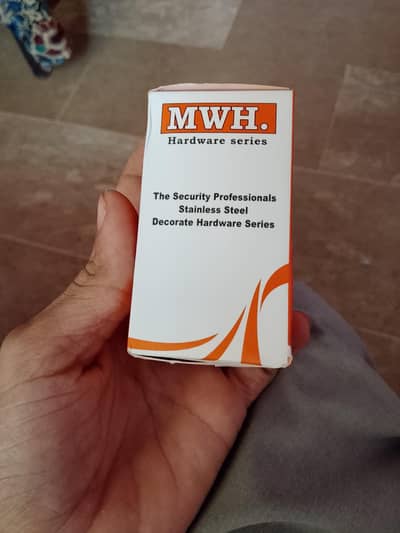 MWH.
Hardware series
The Security Professionals
Stainless Steel
Decorate Hardware Series